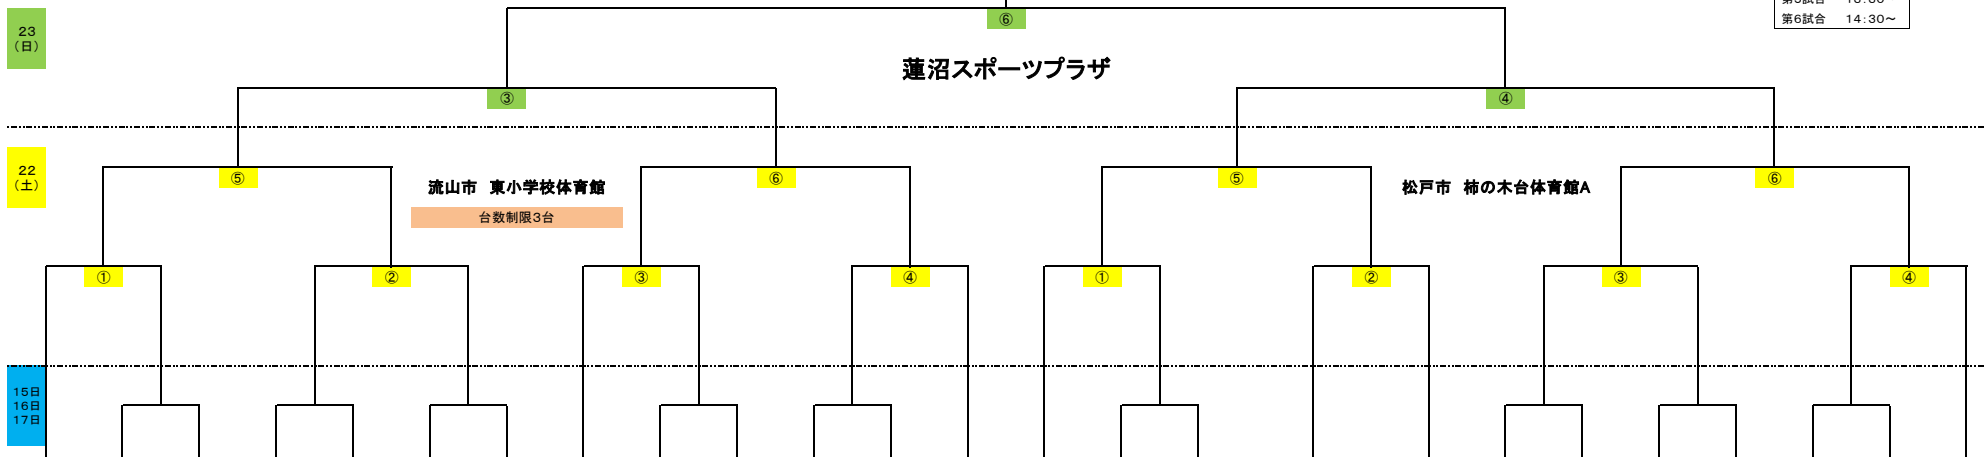 第6試合 14:30～
⑥
23
（日）
蓮沼スポーツプラザ
③
④
22
（土）
⑤
⑥
⑤
⑥
流山市 東小学校体育館
松戸市 柿の木台体育館A
台数制限3台
①
②
③
④
①
②
③
④
15日
16日
17日